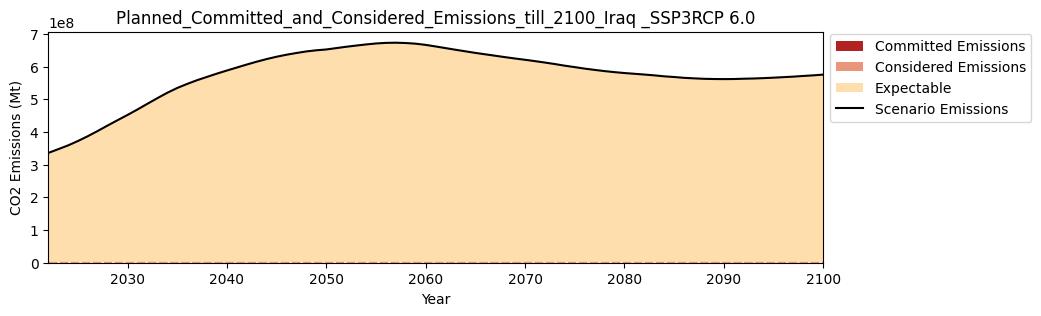 Planned_Committed_and_Considered_Emissions_till_2100_Iraq _SSP3RCP 6.0
1e8
7
6
5
4
3
2
1
0
CO2 Emissions (Mt)
2030 2040 2050 2060 2070 2080 2090 2100
Year
Committed Emissions
Considered Emissions
Expectable
Scenario Emissions